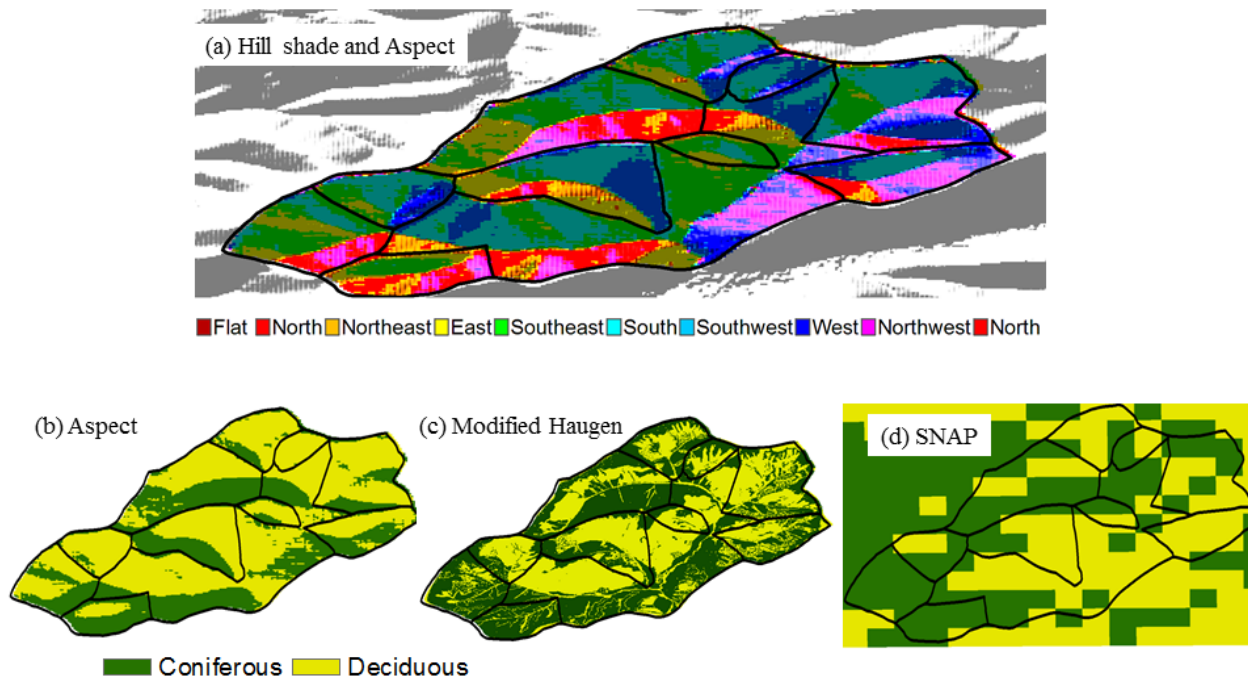 (a) Hill shade and Aspect
Flat North Northeast East Southeast South Southwest West Northwest North
(b) Aspect
(c) Modified Haugen
(d) SNAP
Coniferous Deciduous